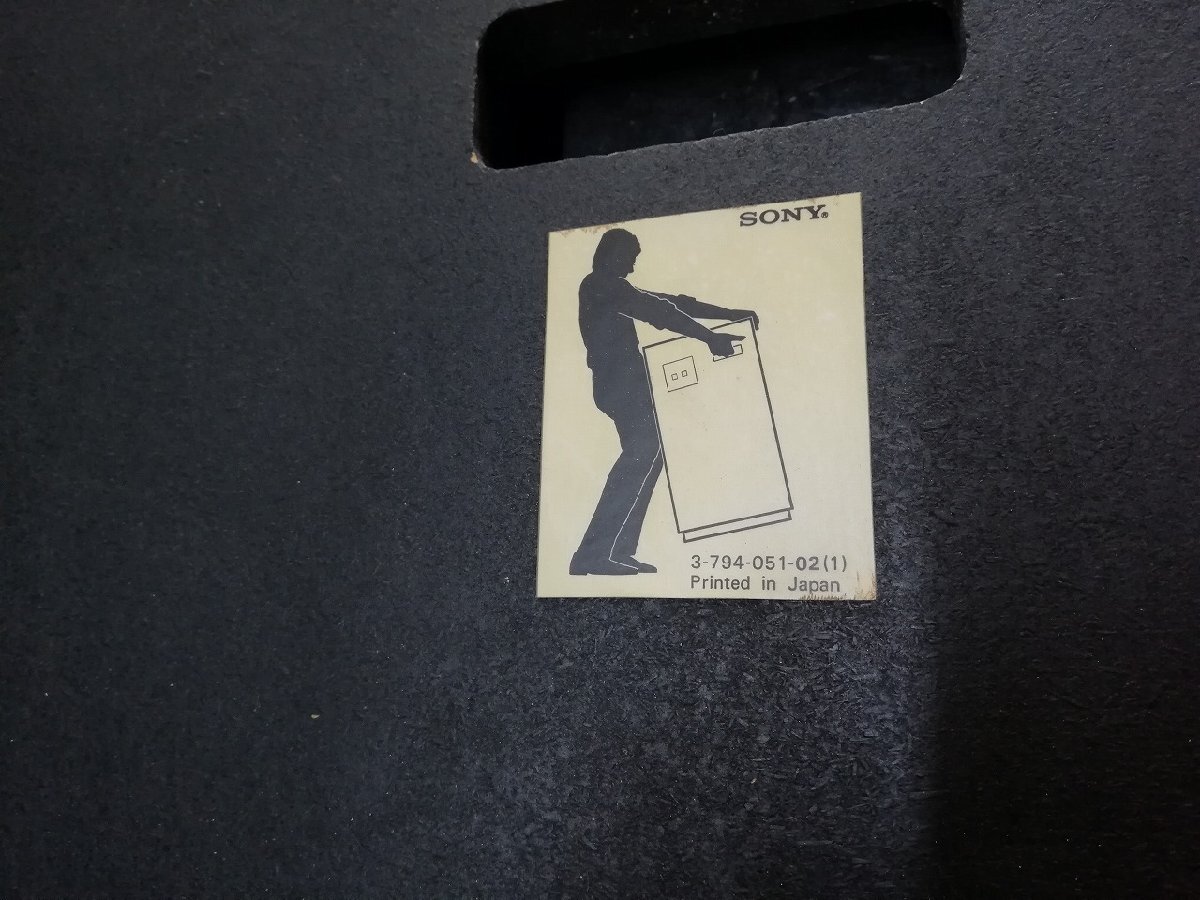 SONY®
3-794-051-02(1)
Printed in Japan